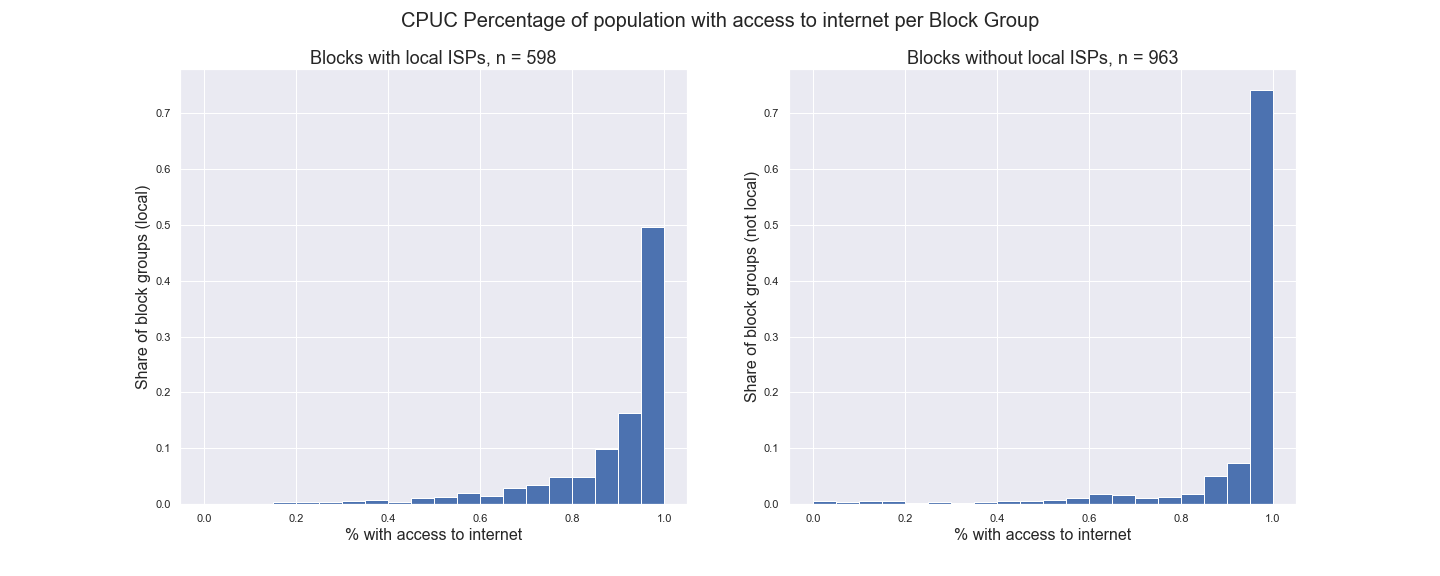 CPUC Percentage of population with access to internet per Block Group
Blocks with local ISPs, n = 598
Share of block groups (local)
0.7
0.6
0.5
0.4
0.3
0.2
0.1
0.0
0.0 0.2 0.4 0.6 0.8 1.0
% with access to internet
Blocks without local ISPs, n = 963
Share of block groups (not local)
0.7
0.6
0.5
0.4
0.3
0.2
0.1
0.0
0.0 0.2 0.4 0.6 0.8 1.0
% with access to internet